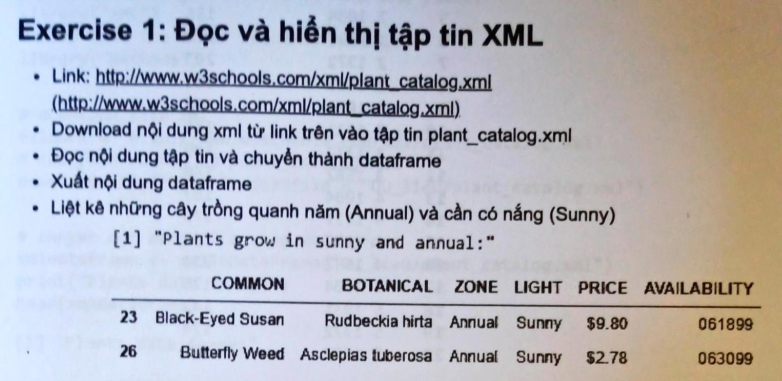 Exercise 1: Đọc và hiển thị tập tin XML
• Link: http://www.w3schools.com/xml/plant_catalog.xml
(http://www.w3schools.com/xml/plant_catalog.xml)
• Download nội dung xml từ link trên vào tập tin plant_catalog.xml
• Đọc nội dung tập tin và chuyển thành dataframe
• Xuất nội dung dataframe
• Liệt kê những cây trồng quanh năm (Annual) và cần có nắng (Sunny)
[1] "Plants grow in sunny and annual:"
COMMON BOTANICAL ZONE LIGHT PRICE AVAILABILITY
23 Black-Eyed Susan Rudbeckia hirta Annual Sunny $9.80 061899
26 Butterfly Weed Asclepias tuberosa Annual Sunny $2.78 063099